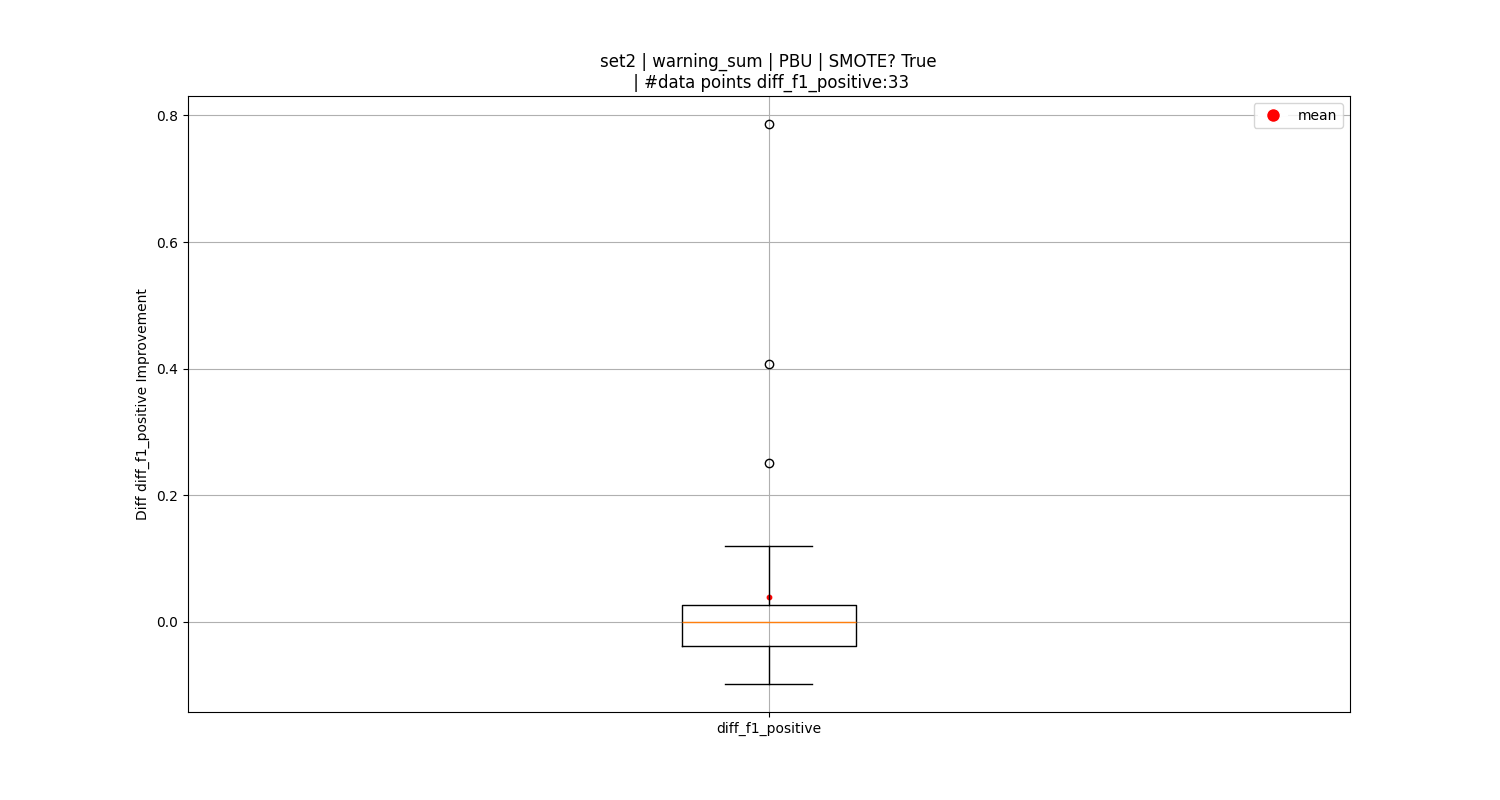 set2 | warning_sum | PBU | SMOTE? True
| #data points diff_f1_positive:33
mean
0.8
0.6
0.4
0.2
0.0
Diff diff_f1_positive Improvement
diff_f1_positive